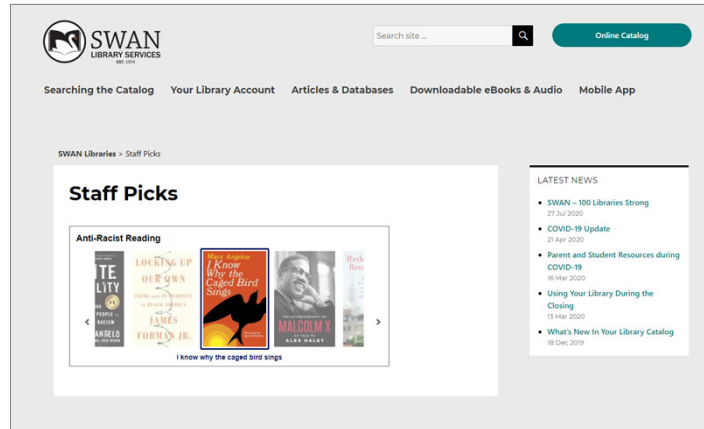 SWAN
LIBRARY SERVICES
EST. 1974
Search site ...
Online Catalog
Searching the Catalog Your Library Account Articles & Databases Downloadable eBooks & Audio Mobile App
SWAN Libraries > Staff Picks
Staff Picks
Anti-Racist Reading
ITE
ILITY
PEOPLE
RACISM
ANGELO
LOCKING UP
OUR OWN
CRIME and PUNISHMENT
in BLACK AMERICA
JAMES
FORMAN JR.
Maya Angelou
I Know
Why the
Caged Bird
Sings
THE AUTOBIOGRAPHY OF
MALCOLM X
AS TOLD TO
ALEX HALEY
I know why the caged bird sings
LATEST NEWS
SWAN – 100 Libraries Strong
27 Jul 2020
COVID-19 Update
21 Apr 2020
Parent and Student Resources during
COVID-19
16 Mar 2020
Using Your Library During the
Closing
13 Mar 2020
What's New In Your Library Catalog
18 Dec 2019